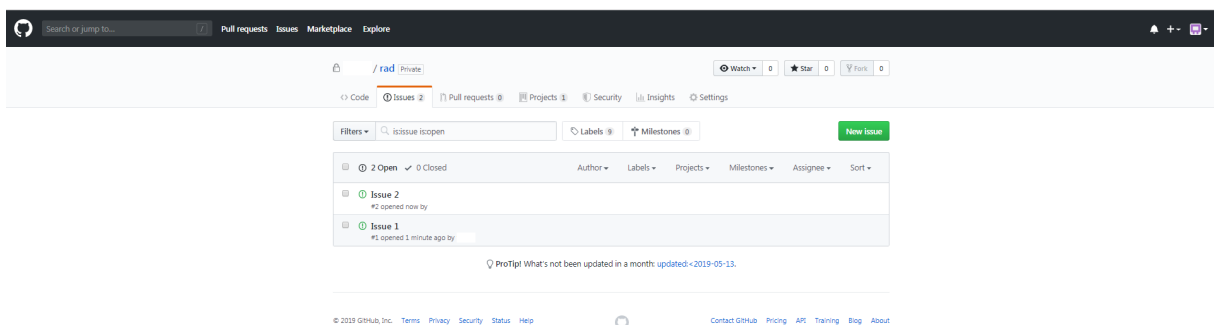 Search or jump to... / Pull requests Issues Marketplace Explore
/ rad Private Watch 0 Star 0 Fork 0
Code Issues 2 Pull requests 0 Projects 1 Security Insights Settings
Filters is:issue is:open Labels 9 Milestones 0 New issue
2 Open 0 Closed Author Labels Projects Milestones Assignee Sort
Issue 2
#2 opened now by
Issue 1
#1 opened 1 minute ago by
ProTip! What's not been updated in a month: updated:<2019-05-13.
© 2019 GitHub, Inc. Terms Privacy Security Status Help Contact GitHub Pricing API Training Blog About